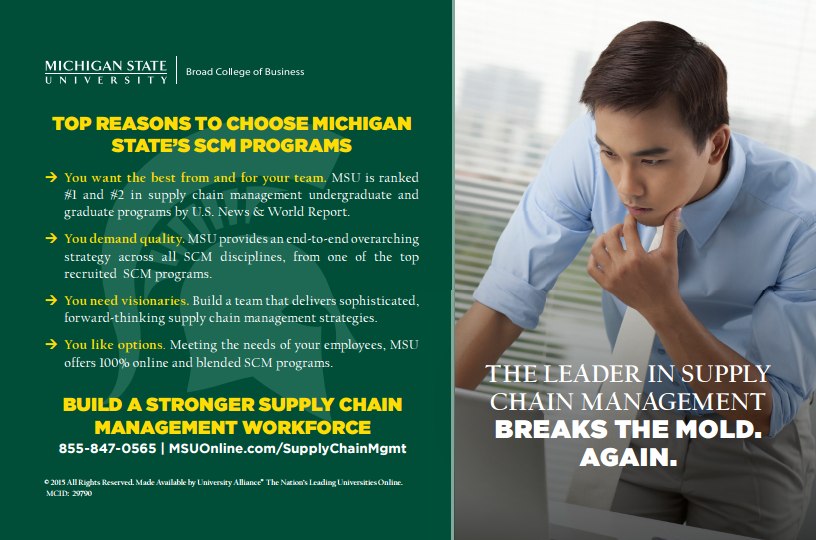 MICHIGAN STATE
UNIVERSITY
Broad College of Business
TOP REASONS TO CHOOSE MICHIGAN
STATE'S SCM PROGRAMS
→ You want the best from and for your team. MSU is ranked
#1 and #2 in supply chain management undergraduate and
graduate programs by U.S. News & World Report.
→ You demand quality. MSU provides an end-to-end overarching
strategy across all SCM disciplines, from one of the top
recruited SCM programs.
→ You need visionaries. Build a team that delivers sophisticated,
forward-thinking supply chain management strategies.
→ You like options. Meeting the needs of your employees, MSU
offers 100% online and blended SCM programs.
BUILD A STRONGER SUPPLY CHAIN
MANAGEMENT WORKFORCE
855-847-0565 | MSUOnline.com/SupplyChainMgmt
© 2015 All Rights Reserved. Made Available by University Alliance® The Nation's Leading Universities Online.
MCID: 29790
THE LEADER IN SUPPLY
CHAIN MANAGEMENT
BREAKS THE MOLD.
AGAIN.